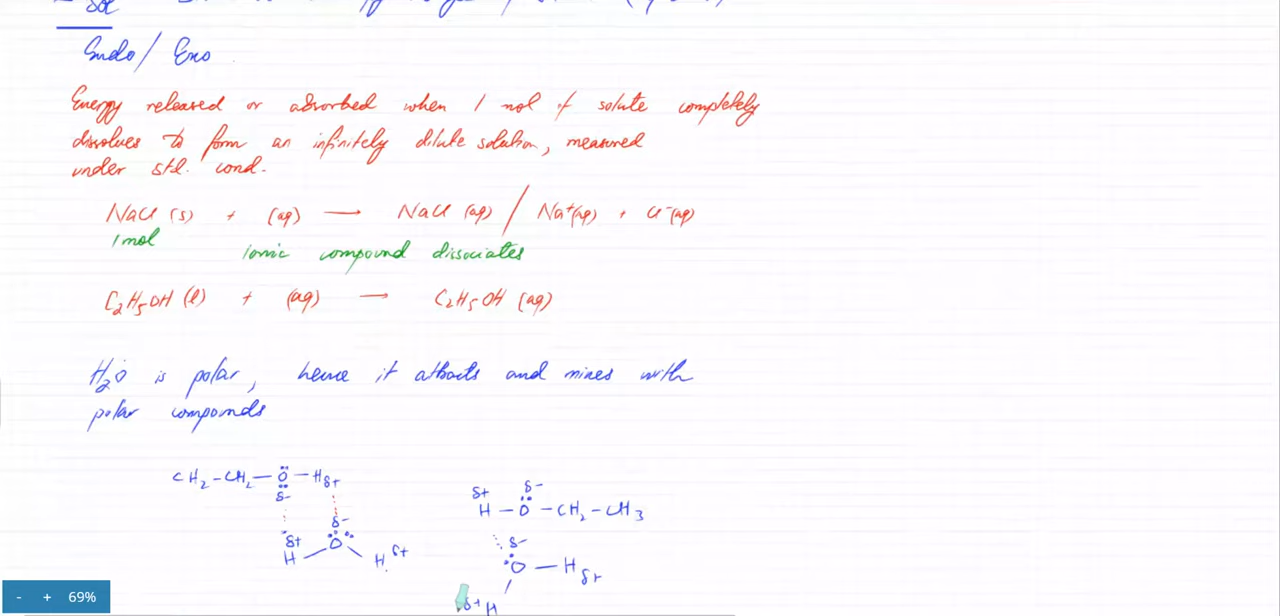 sol
Endo/ Exo
Energy released or absorbed when 1 mol of solute completely
dissolves to form an infinitely dilute solution, measured
under std. cond.
NaCl (s) + (aq) → NaCl (aq) / Na⁺(aq) + Cl⁻(aq)
1 mol
ionic compound dissociates
C₂H₅OH (l) + (aq) → C₂H₅OH (aq)
H₂O is polar, hence it attracts and mixes with
polar compounds
CH₂-CH₂-O-H δ+
δ-
δ+ δ-
H O H δ+
δ+ δ-
H-O-CH₂-CH₃
δ-
O-H δ+
δ+ H
- + 69%